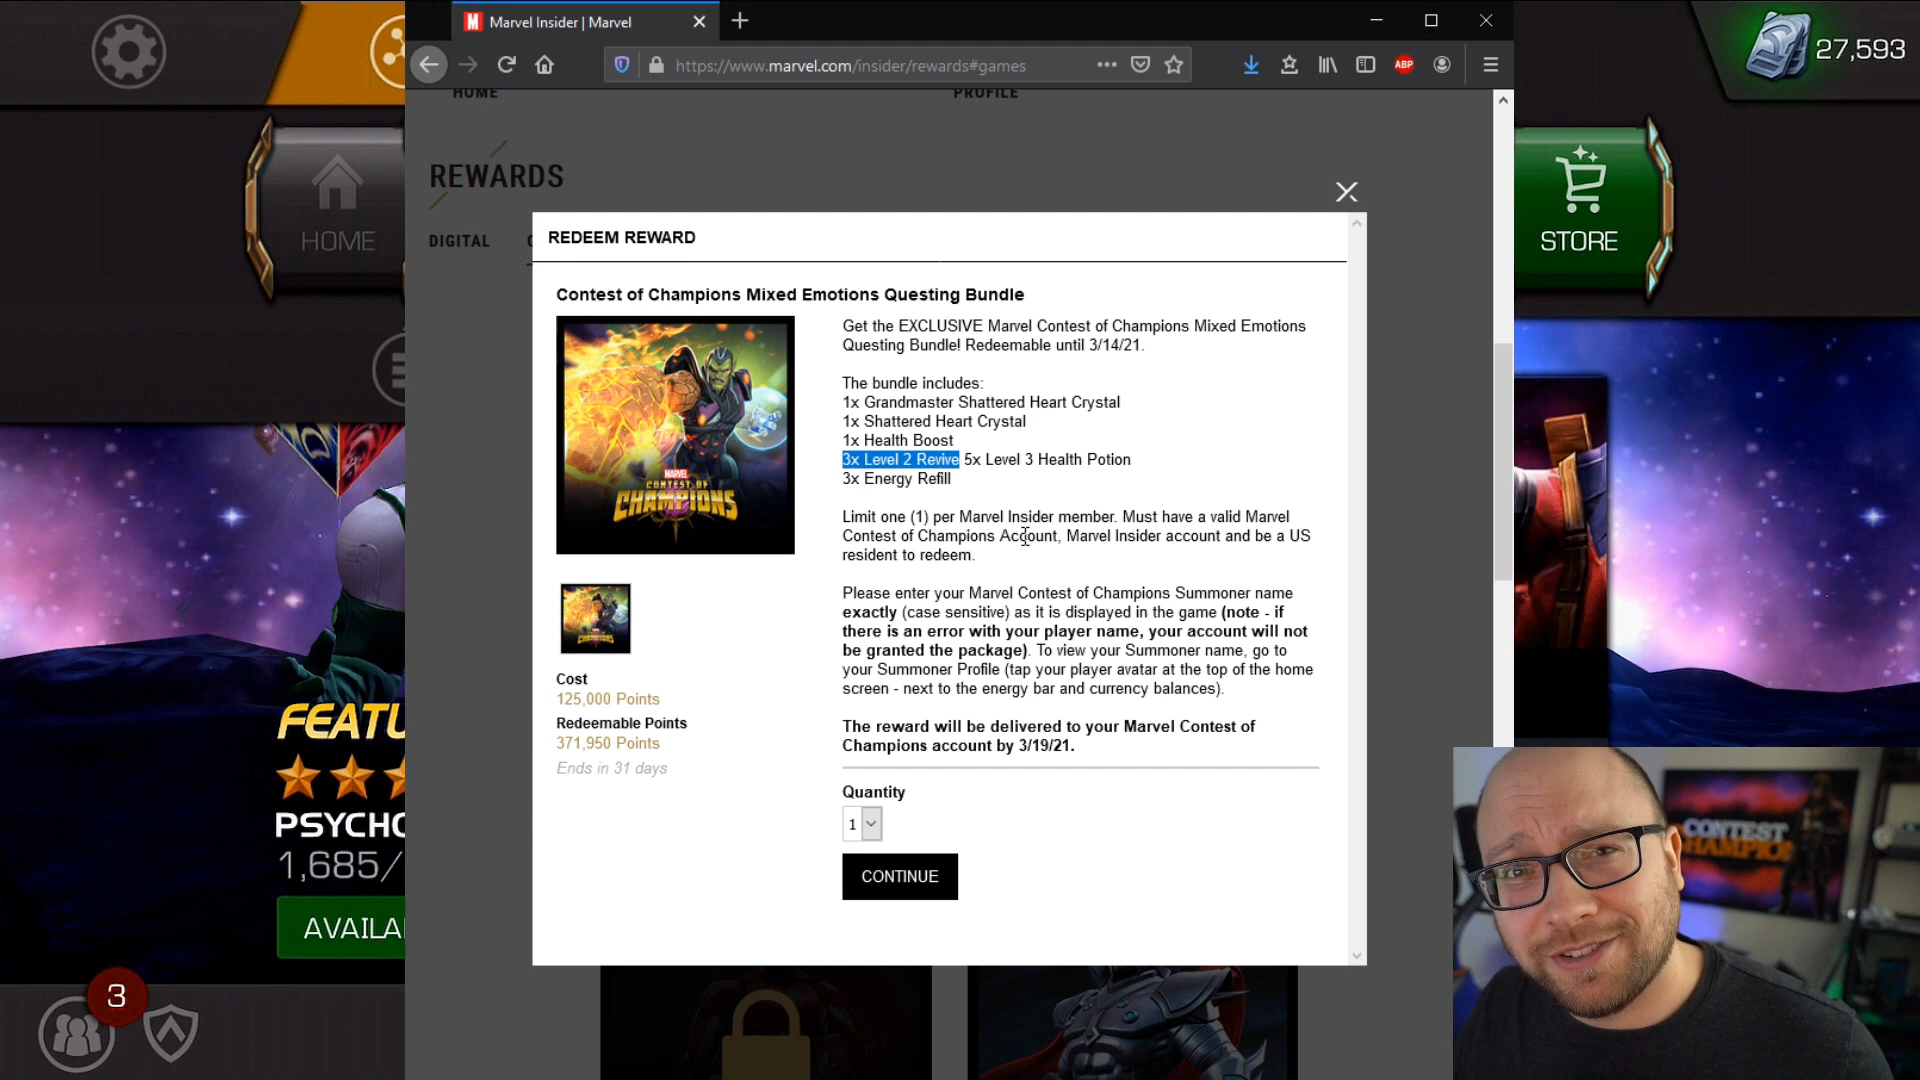 Marvel Insider | Marvel
https://www.marvel.com/insider/rewards#games
ABP
27,593
HOME
PROFILE
REWARDS
DIGITAL
HOME
STORE
REDEEM REWARD
Contest of Champions Mixed Emotions Questing Bundle
Get the EXCLUSIVE Marvel Contest of Champions Mixed Emotions
Questing Bundle! Redeemable until 3/14/21.
The bundle includes:
1x Grandmaster Shattered Heart Crystal
1x Shattered Heart Crystal
1x Health Boost
3x Level 2 Revive 5x Level 3 Health Potion
3x Energy Refill
Limit one (1) per Marvel Insider member. Must have a valid Marvel
Contest of Champions Account, Marvel Insider account and be a US
resident to redeem.
Please enter your Marvel Contest of Champions Summoner name
exactly (case sensitive) as it is displayed in the game (note - if
there is an error with your player name, your account will not
be granted the package). To view your Summoner name, go to
your Summoner Profile (tap your player avatar at the top of the home
screen - next to the energy bar and currency balances).
The reward will be delivered to your Marvel Contest of
Champions account by 3/19/21.
Quantity
1
CONTINUE
MARVEL
CONTEST OF
CHAMPIONS
Cost
125,000 Points
Redeemable Points
371,950 Points
Ends in 31 days
FEATU
PSYCHO
1,685/
AVAILA
3
CONTEST
CHAMPION